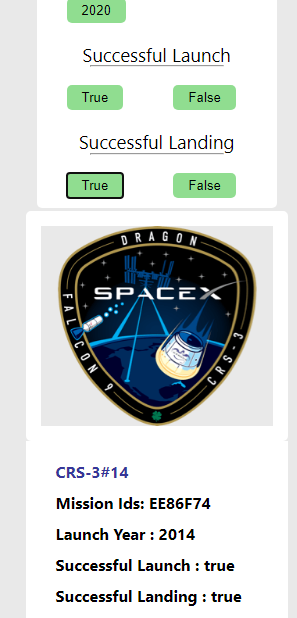 2020
Successful Launch
True False
Successful Landing
True False
DRAGON
SPACEX
FALCON 9
CRS-3
CRS-3#14
Mission Ids: EE86F74
Launch Year : 2014
Successful Launch : true
Successful Landing : true